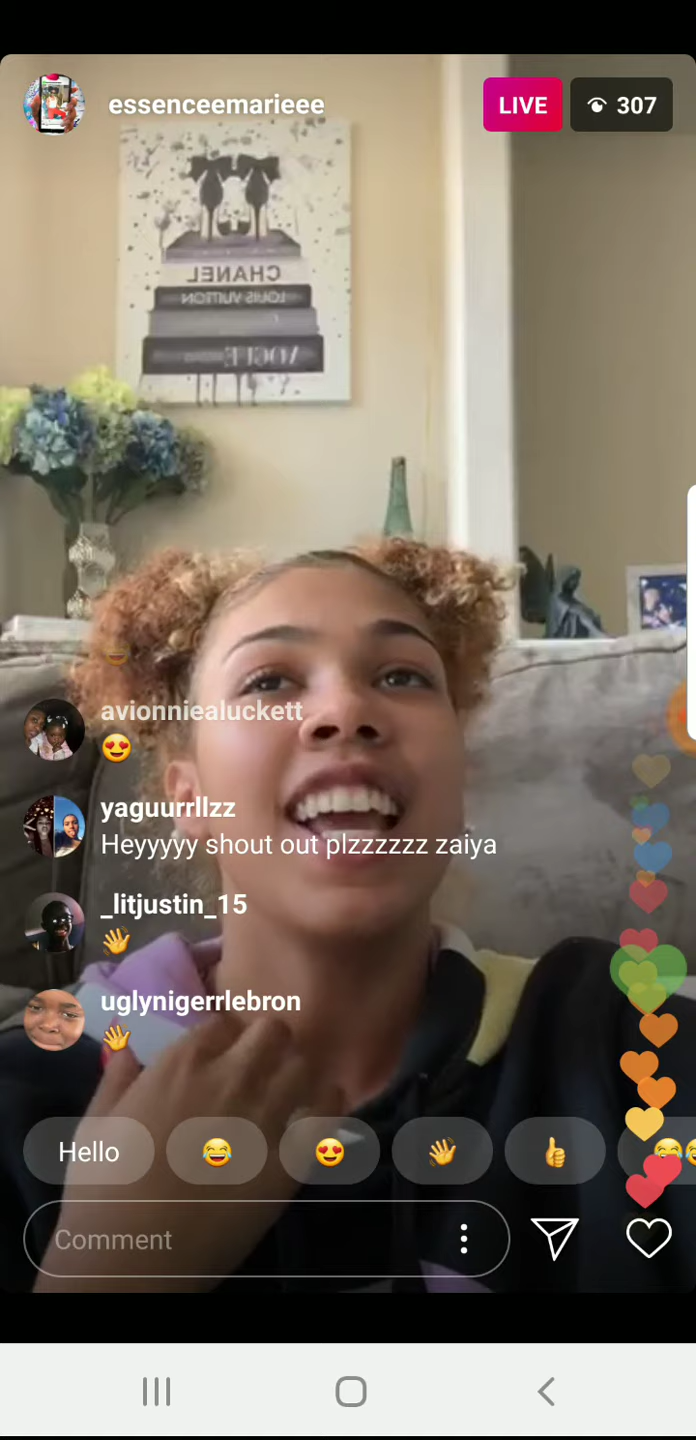 essenceemarieee
LIVE
307
CHANEL
LOUIS VUITTON
VOGUE
avionniealuckett
😍
yaguurrllzz
Heyyyyy shout out plzzzzzz zaiya
_litjustin_15
👋
uglynigerrlebron
👋
Hello 😂 😍 👋 👍 😂
Comment